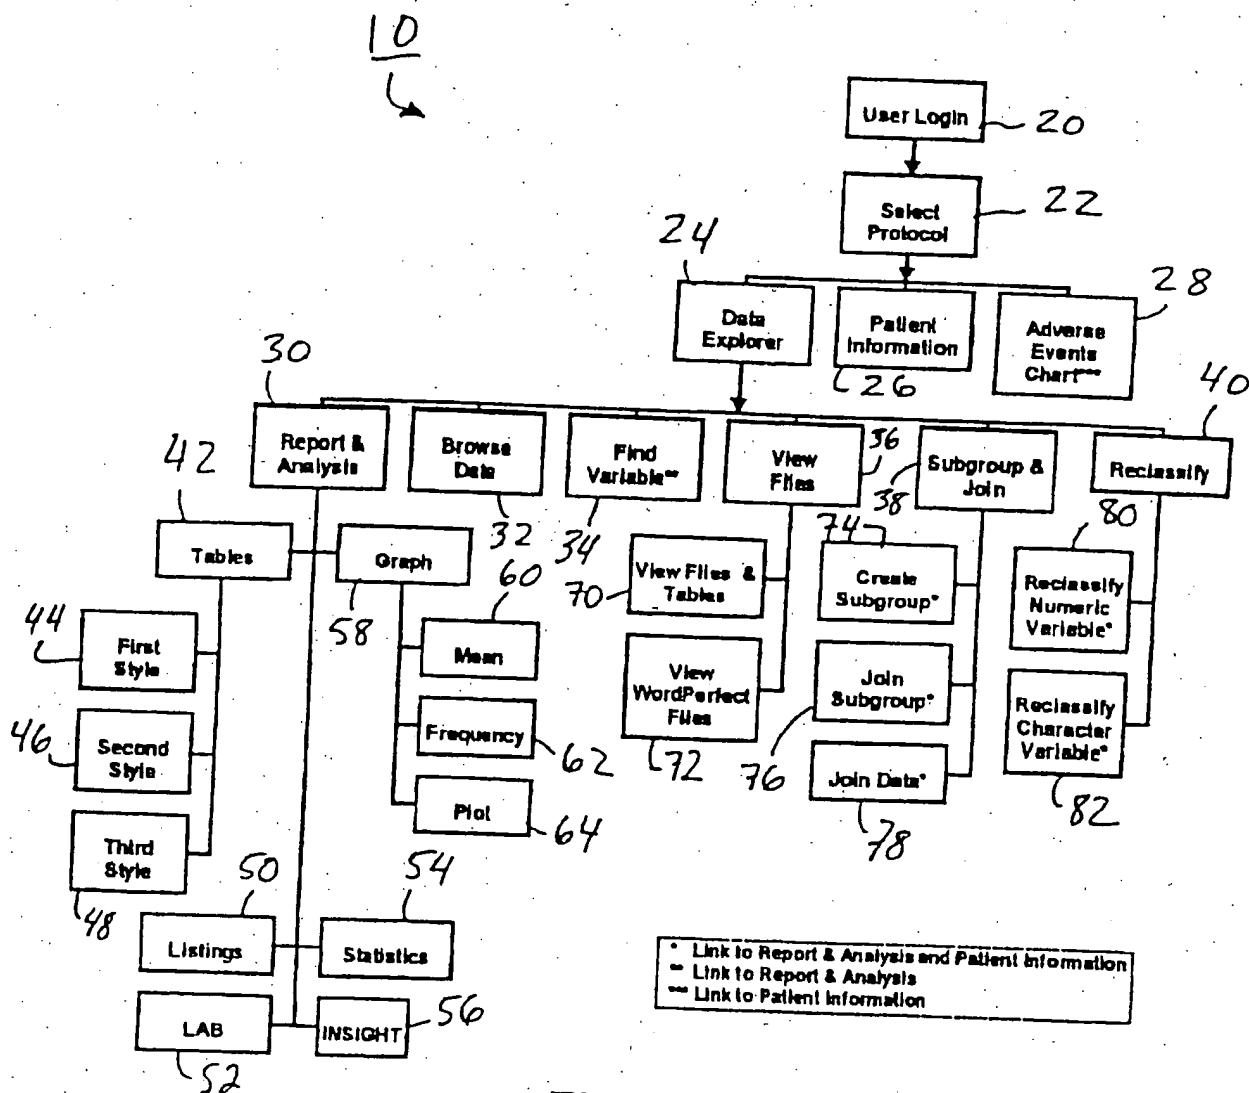 10
User Login
20
Select
Protocol
22
24
Data
Explorer
Patient
Information
26
Adverse
Events
Chart***
28
30
Report &
Analysis
Browse
Data
32
Find
Variable**
34
View
Files
36
Subgroup &
Join
38
Reclassify
40
42
Tables
Graph
58
44
First
Style
46
Second
Style
Third
Style
48
60
Mean
Frequency
62
Plot
64
View Files &
Tables
70
View
WordPerfect
Files
72
74
Create
Subgroup*
Join
Subgroup*
76
Join Data*
78
80
Reclassify
Numeric
Variable*
Reclassify
Character
Variable*
82
50
Listings
54
Statistics
LAB
52
INSIGHT
56
* Link to Report & Analysis and Patient Information
** Link to Report & Analysis
*** Link to Patient Information